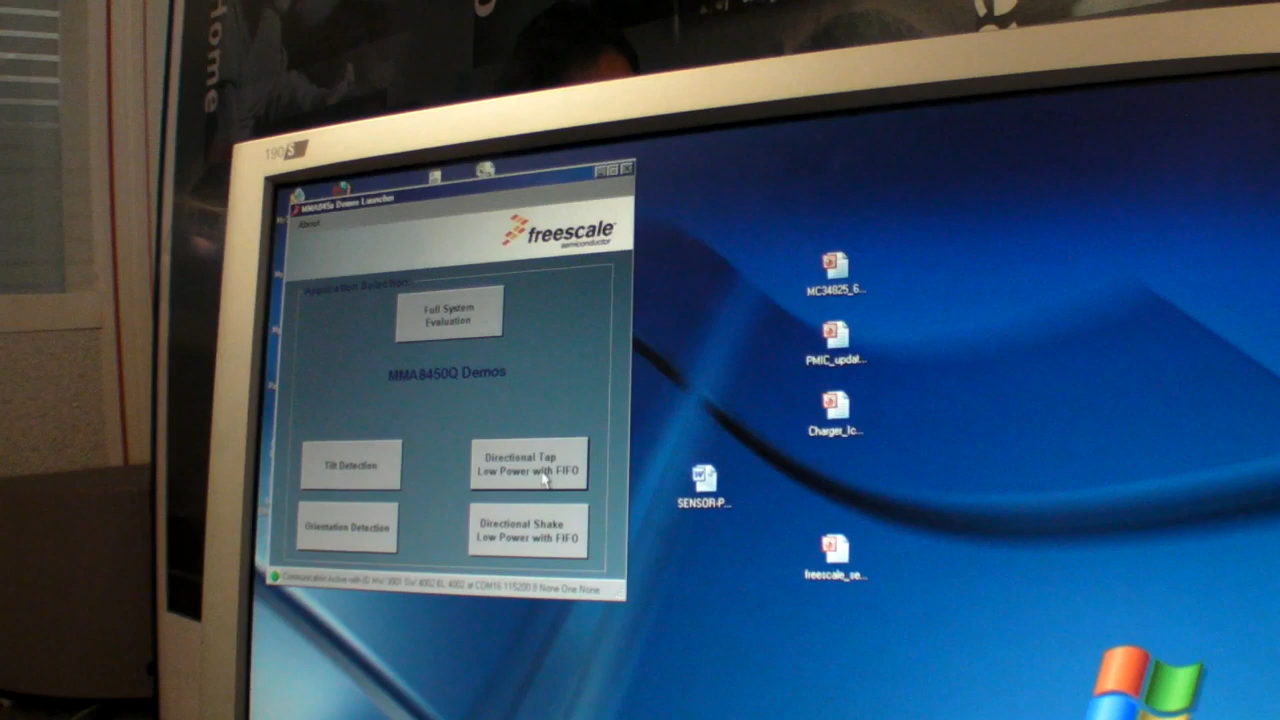 Home
190 S
MMA845x Demos Launcher
About
freescale
semiconductor
Application Selection
Full System
Evaluation
MMA8450Q Demos
Tilt Detection
Directional Tap
Low Power with FIFO
Orientation Detection
Directional Shake
Low Power with FIFO
MC34825_6...
PMIC_updat...
Charger_Ic...
SENSOR-P...
freescale_se...